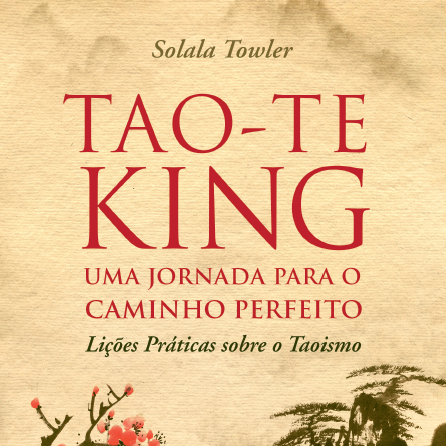 Solala Towler
TAO-TE
KING
UMA JORNADA PARA O
CAMINHO PERFEITO
Lições Práticas sobre o Taoismo